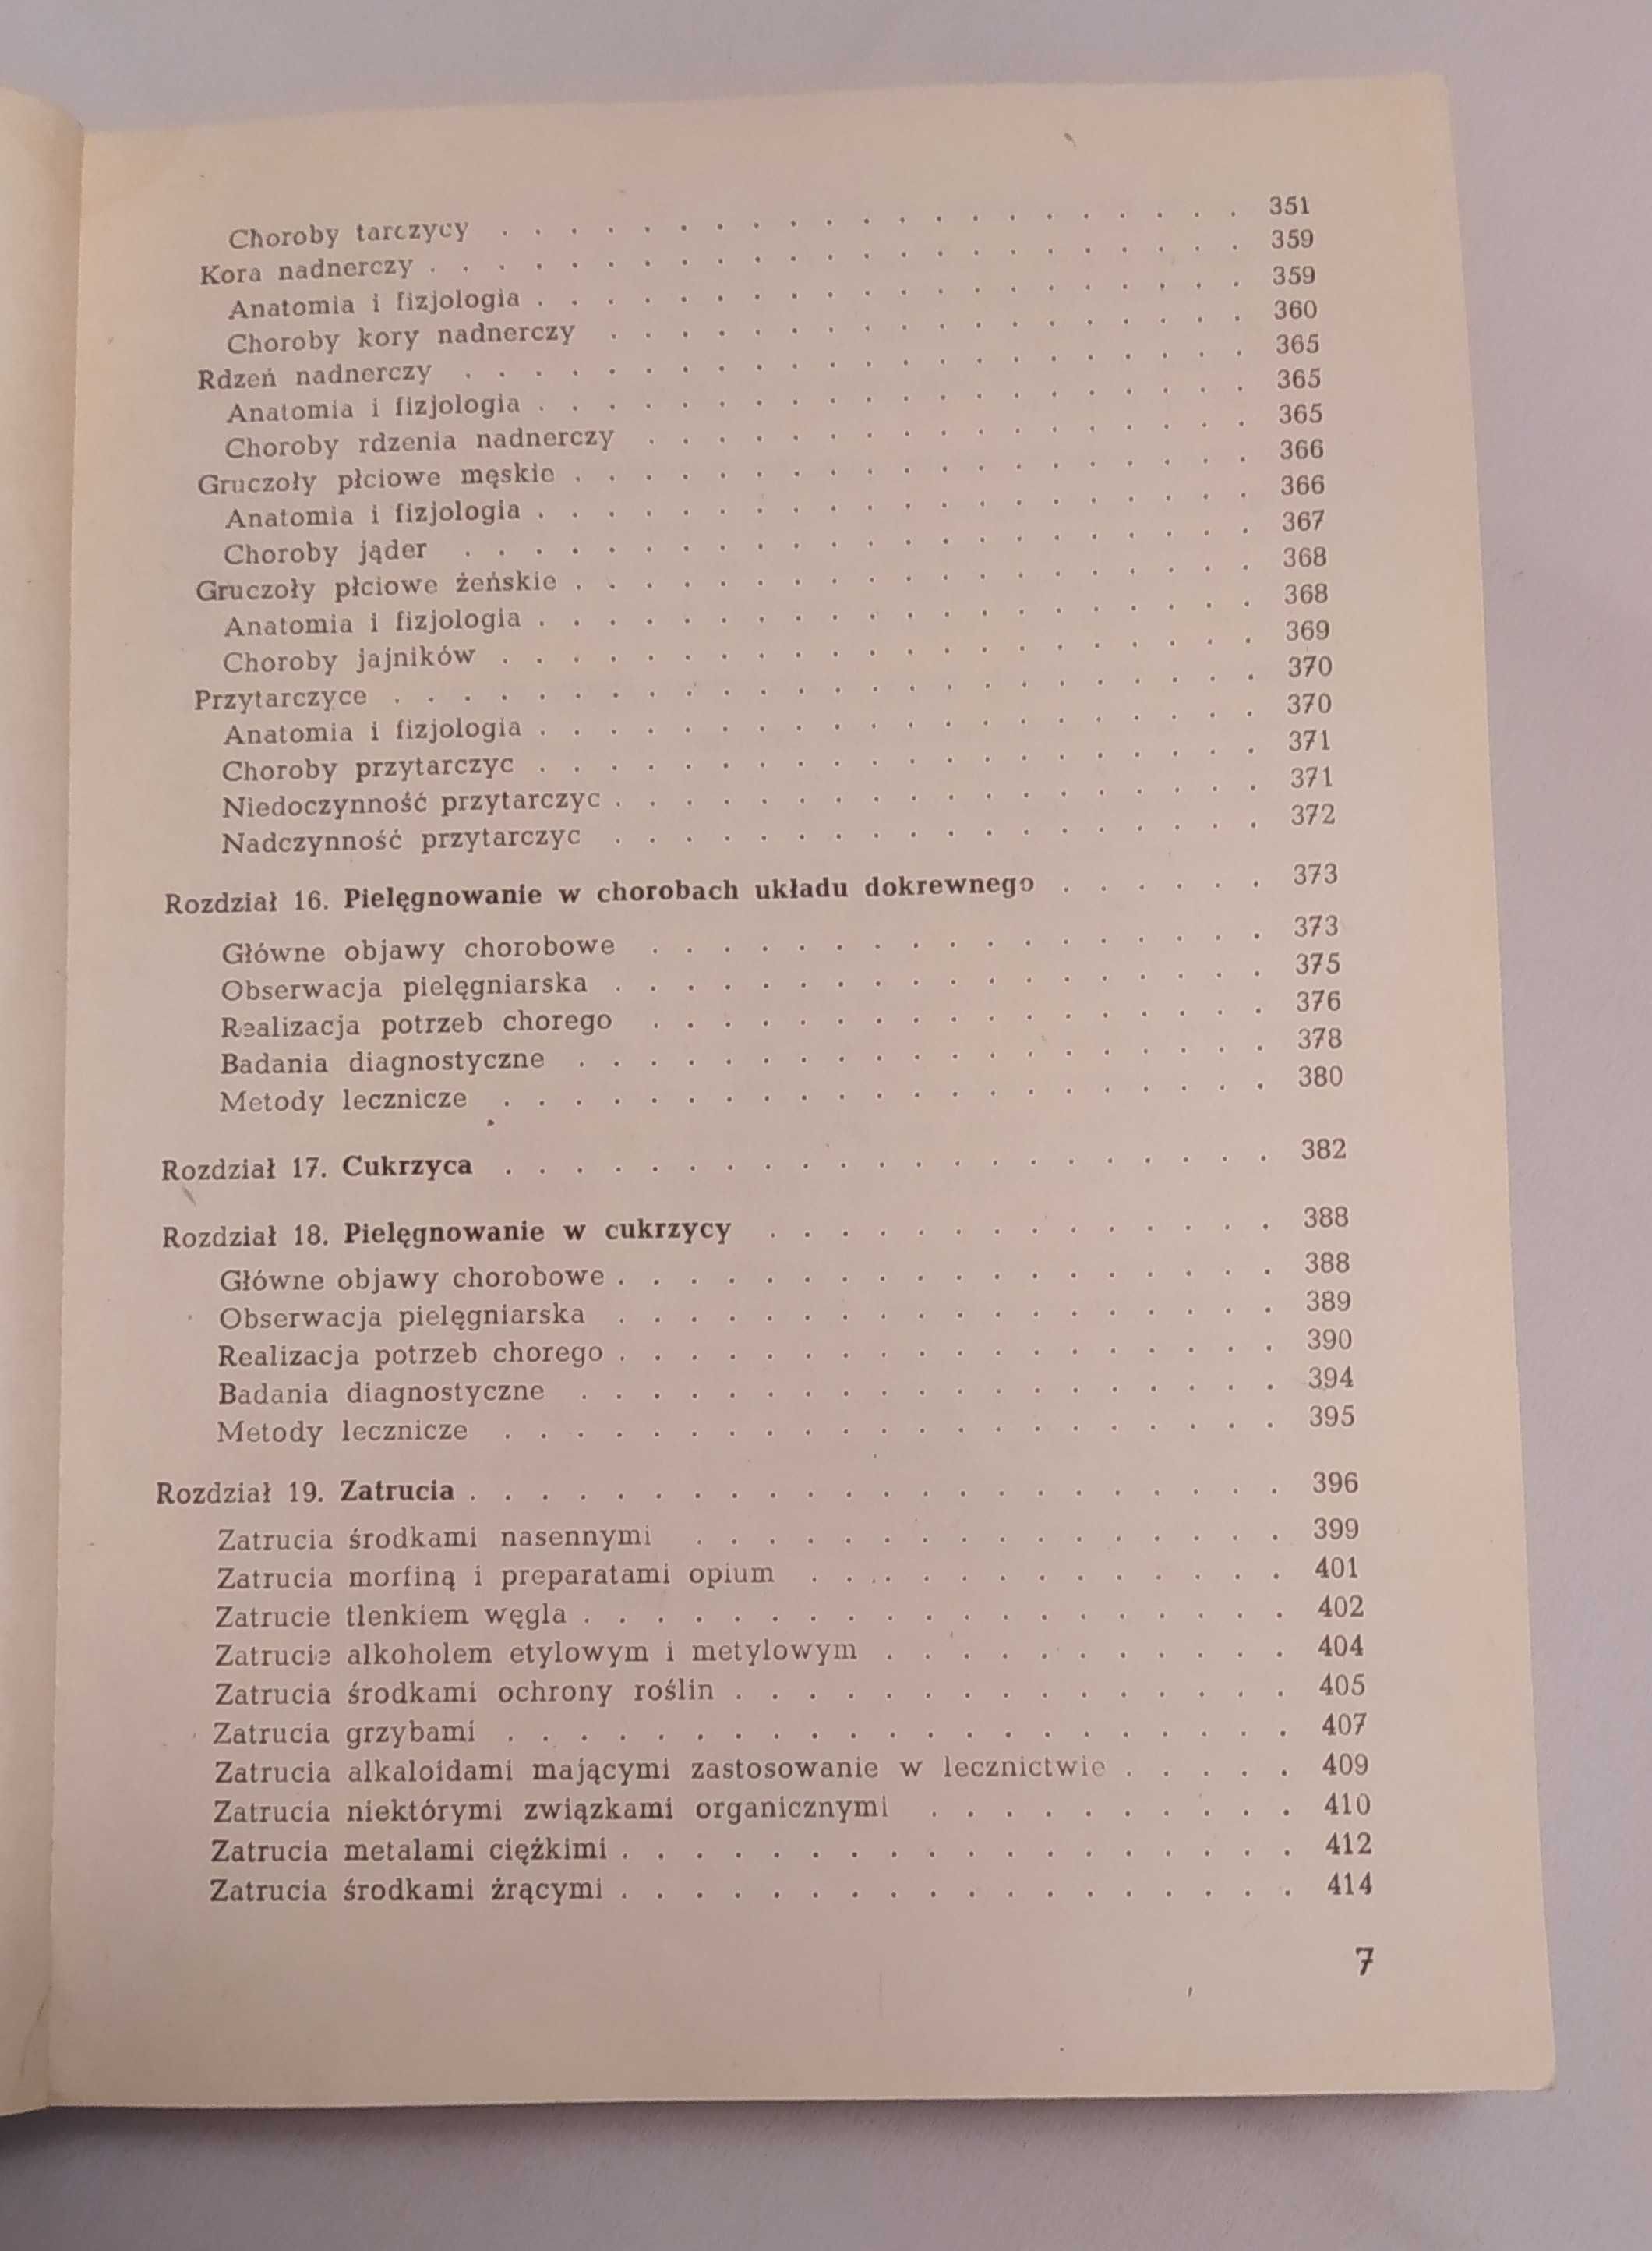 Choroby tarczycy . . . . . . . . . . . . . . . . . . . . 351
Kora nadnerczy . . . . . . . . . . . . . . . . . . . . 359
Anatomia i fizjologia . . . . . . . . . . . . . . . . . . . . 359
Choroby kory nadnerczy . . . . . . . . . . . . . . . . . . 360
Rdzeń nadnerczy . . . . . . . . . . . . . . . . . . . . 365
Anatomia i fizjologia . . . . . . . . . . . . . . . . . . . . 365
Choroby rdzenia nadnerczy . . . . . . . . . . . . . . . . . 365
Gruczoły płciowe męskie . . . . . . . . . . . . . . . . . . . 366
Anatomia i fizjologia . . . . . . . . . . . . . . . . . . . . 366
Choroby jąder . . . . . . . . . . . . . . . . . . . . 367
Gruczoły płciowe żeńskie . . . . . . . . . . . . . . . . . . . 368
Anatomia i fizjologia . . . . . . . . . . . . . . . . . . . . 368
Choroby jajników . . . . . . . . . . . . . . . . . . . . 369
Przytarczyce . . . . . . . . . . . . . . . . . . . . 370
Anatomia i fizjologia . . . . . . . . . . . . . . . . . . . . 370
Choroby przytarczyc . . . . . . . . . . . . . . . . . . . . 371
Niedoczynność przytarczyc . . . . . . . . . . . . . . . . . . 371
Nadczynność przytarczyc . . . . . . . . . . . . . . . . . . 372
Rozdział 16. Pielęgnowanie w chorobach układu dokrewnego . . . . . . 373
Główne objawy chorobowe . . . . . . . . . . . . . . . . . 373
Obserwacja pielęgniarska . . . . . . . . . . . . . . . . . . 375
Realizacja potrzeb chorego . . . . . . . . . . . . . . . . . 376
Badania diagnostyczne . . . . . . . . . . . . . . . . . . . 378
Metody lecznicze . . . . . . . . . . . . . . . . . . . . 380
Rozdział 17. Cukrzyca . . . . . . . . . . . . . . . . . . . . 382
Rozdział 18. Pielęgnowanie w cukrzycy . . . . . . . . . . . . . . 388
Główne objawy chorobowe . . . . . . . . . . . . . . . . . . 388
Obserwacja pielęgniarska . . . . . . . . . . . . . . . . . . 389
Realizacja potrzeb chorego . . . . . . . . . . . . . . . . . . 390
Badania diagnostyczne . . . . . . . . . . . . . . . . . . . 394
Metody lecznicze . . . . . . . . . . . . . . . . . . . . 395
Rozdział 19. Zatrucia . . . . . . . . . . . . . . . . . . . . 396
Zatrucia środkami nasennymi . . . . . . . . . . . . . . . . 399
Zatrucia morfiną i preparatami opium . . . . . . . . . . . . . 401
Zatrucie tlenkiem węgla . . . . . . . . . . . . . . . . . . . 402
Zatrucie alkoholem etylowym i metylowym . . . . . . . . . . . 404
Zatrucia środkami ochrony roślin . . . . . . . . . . . . . . . 405
Zatrucia grzybami . . . . . . . . . . . . . . . . . . . . 407
Zatrucia alkaloidami mającymi zastosowanie w lecznictwie . . . . . 409
Zatrucia niektórymi związkami organicznymi . . . . . . . . . . 410
Zatrucia metalami ciężkimi . . . . . . . . . . . . . . . . . . 412
Zatrucia środkami żrącymi . . . . . . . . . . . . . . . . . . 414
7